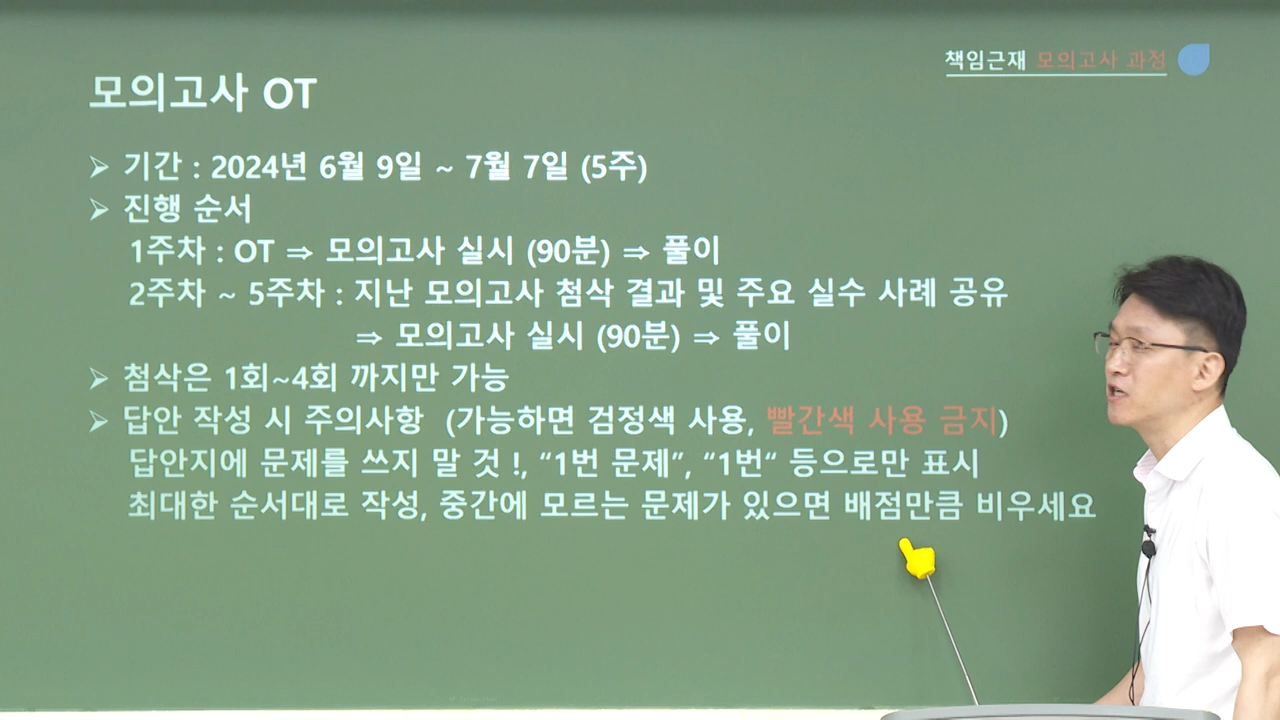 책임근재 모의고사 과정
모의고사 OT
➢ 기간 : 2024년 6월 9일 ~ 7월 7일 (5주)
➢ 진행 순서
1주차 : OT ⇒ 모의고사 실시 (90분) ⇒ 풀이
2주차 ~ 5주차 : 지난 모의고사 첨삭 결과 및 주요 실수 사례 공유
⇒ 모의고사 실시 (90분) ⇒ 풀이
➢ 첨삭은 1회~4회 까지만 가능
➢ 답안 작성 시 주의사항 (가능하면 검정색 사용, 빨간색 사용 금지)
답안지에 문제를 쓰지 말 것 !, “1번 문제”, “1번“ 등으로만 표시
최대한 순서대로 작성, 중간에 모르는 문제가 있으면 배점만큼 비우세요